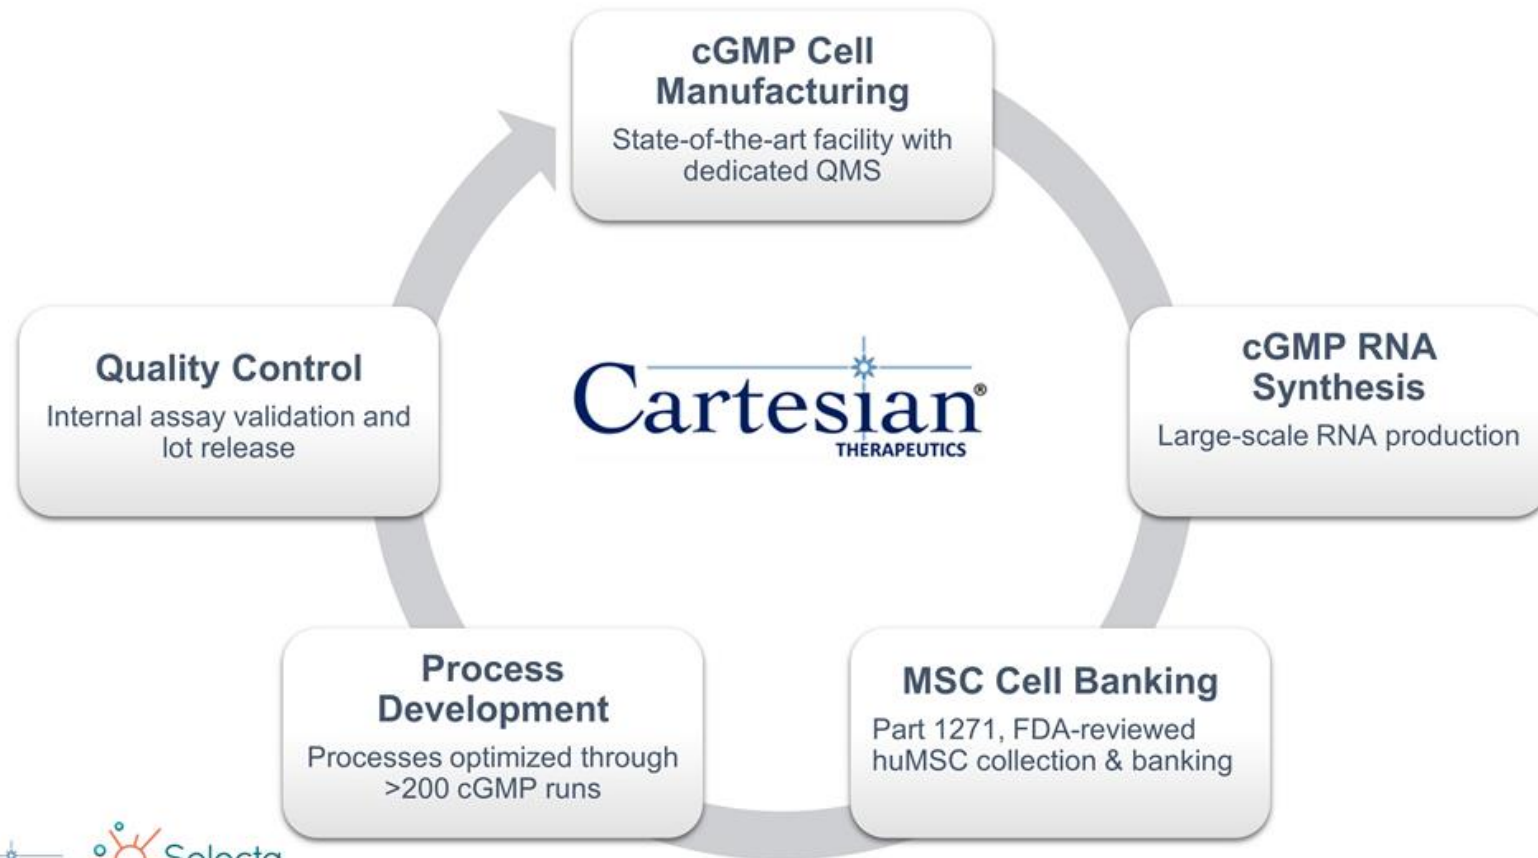 cGMP Cell
Manufacturing
State-of-the-art facility with
dedicated QMS
cGMP RNA
Synthesis
Large-scale RNA production
MSC Cell Banking
Part 1271, FDA-reviewed
huMSC collection & banking
Process
Development
Processes optimized through
>200 cGMP runs
Quality Control
Internal assay validation and
lot release
Cartesian®
THERAPEUTICS
Selecta